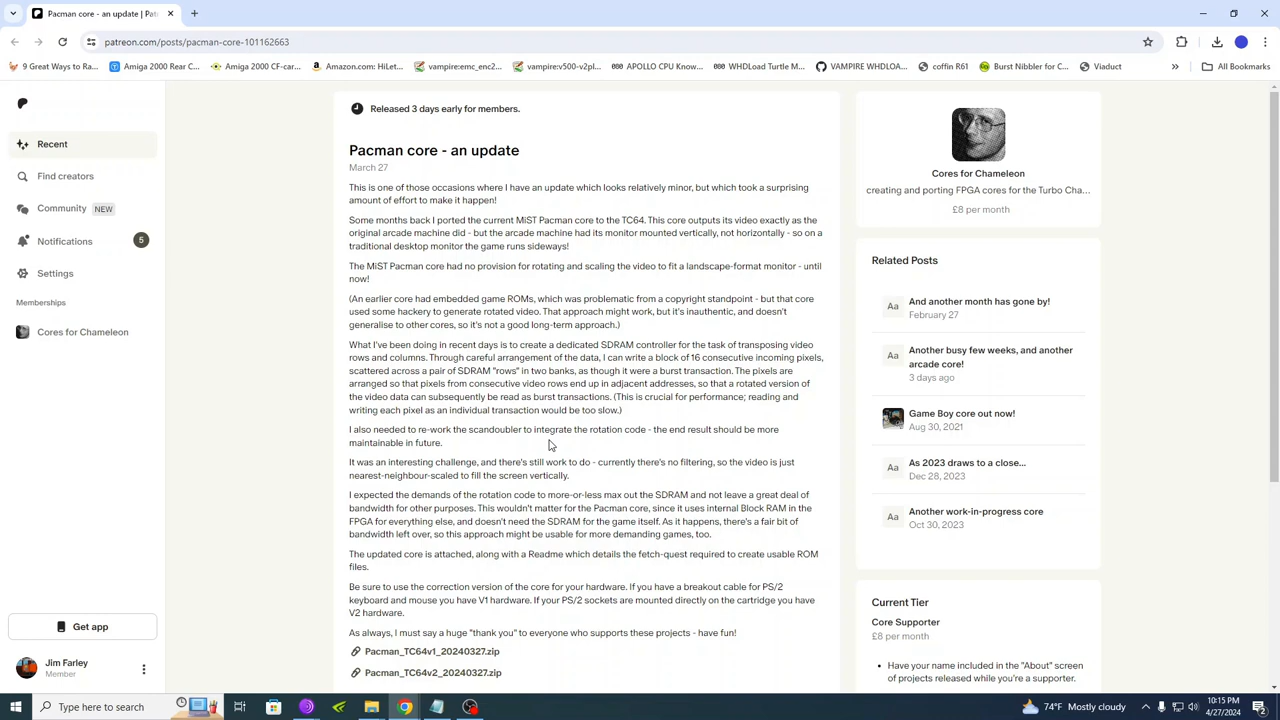 Pacman core - an update | Pat
patreon.com/posts/pacman-core-101162663
9 Great Ways to Ra...
Amiga 2000 Rear C...
Amiga 2000 CF-car...
Amazon.com: HiLet...
vampire:emc_enc2...
vampire:v500-v2pl...
APOLLO CPU Know...
WHDLoad Turtle M...
VAMPIRE WHDLOA...
coffin R61
Burst Nibbler for C...
Viaduct
»
All Bookmarks
Recent
Find creators
Community NEW
Notifications 5
Settings
Memberships
Cores for Chameleon
Get app
Jim Farley
Member
Released 3 days early for members.
Pacman core - an update
March 27
This is one of those occasions where I have an update which looks relatively minor, but which took a surprising
amount of effort to make it happen!
Some months back I ported the current MiST Pacman core to the TC64. This core outputs its video exactly as the
original arcade machine did - but the arcade machine had its monitor mounted vertically, not horizontally - so on a
traditional desktop monitor the game runs sideways!
The MiST Pacman core had no provision for rotating and scaling the video to fit a landscape-format monitor - until
now!
(An earlier core had embedded game ROMs, which was problematic from a copyright standpoint - but that core
used some hackery to generate rotated video. That approach might work, but it's inauthentic, and doesn't
generalise to other cores, so it's not a good long-term approach.)
What I've been doing in recent days is to create a dedicated SDRAM controller for the task of transposing video
rows and columns. Through careful arrangement of the data, I can write a block of 16 consecutive incoming pixels,
scattered across a pair of SDRAM "rows" in two banks, as though it were a burst transaction. The pixels are
arranged so that pixels from consecutive video rows end up in adjacent addresses, so that a rotated version of
the video data can subsequently be read as burst transactions. (This is crucial for performance; reading and
writing each pixel as an individual transaction would be too slow.)
I also needed to re-work the scandoubler to integrate the rotation code - the end result should be more
maintainable in future.
It was an interesting challenge, and there's still work to do - currently there's no filtering, so the video is just
nearest-neighbour-scaled to fill the screen vertically.
I expected the demands of the rotation code to more-or-less max out the SDRAM and not leave a great deal of
bandwidth for other purposes. This wouldn't matter for the Pacman core, since it uses internal Block RAM in the
FPGA for everything else, and doesn't need the SDRAM for the game itself. As it happens, there's a fair bit of
bandwidth left over, so this approach might be usable for more demanding games, too.
The updated core is attached, along with a Readme which details the fetch-quest required to create usable ROM
files.
Be sure to use the correction version of the core for your hardware. If you have a breakout cable for PS/2
keyboard and mouse you have V1 hardware. If your PS/2 sockets are mounted directly on the cartridge you have
V2 hardware.
As always, I must say a huge "thank you" to everyone who supports these projects - have fun!
Pacman_TC64v1_20240327.zip
Pacman_TC64v2_20240327.zip
Cores for Chameleon
creating and porting FPGA cores for the Turbo Cha...
£8 per month
Related Posts
Aa
And another month has gone by!
February 27
Aa
Another busy few weeks, and another
arcade core!
3 days ago
Game Boy core out now!
Aug 30, 2021
Aa
As 2023 draws to a close...
Dec 28, 2023
Aa
Another work-in-progress core
Oct 30, 2023
Current Tier
Core Supporter
£8 per month
Have your name included in the "About" screen
of projects released while you're a supporter.
Type here to search
74°F Mostly cloudy
10:15 PM
4/27/2024
2